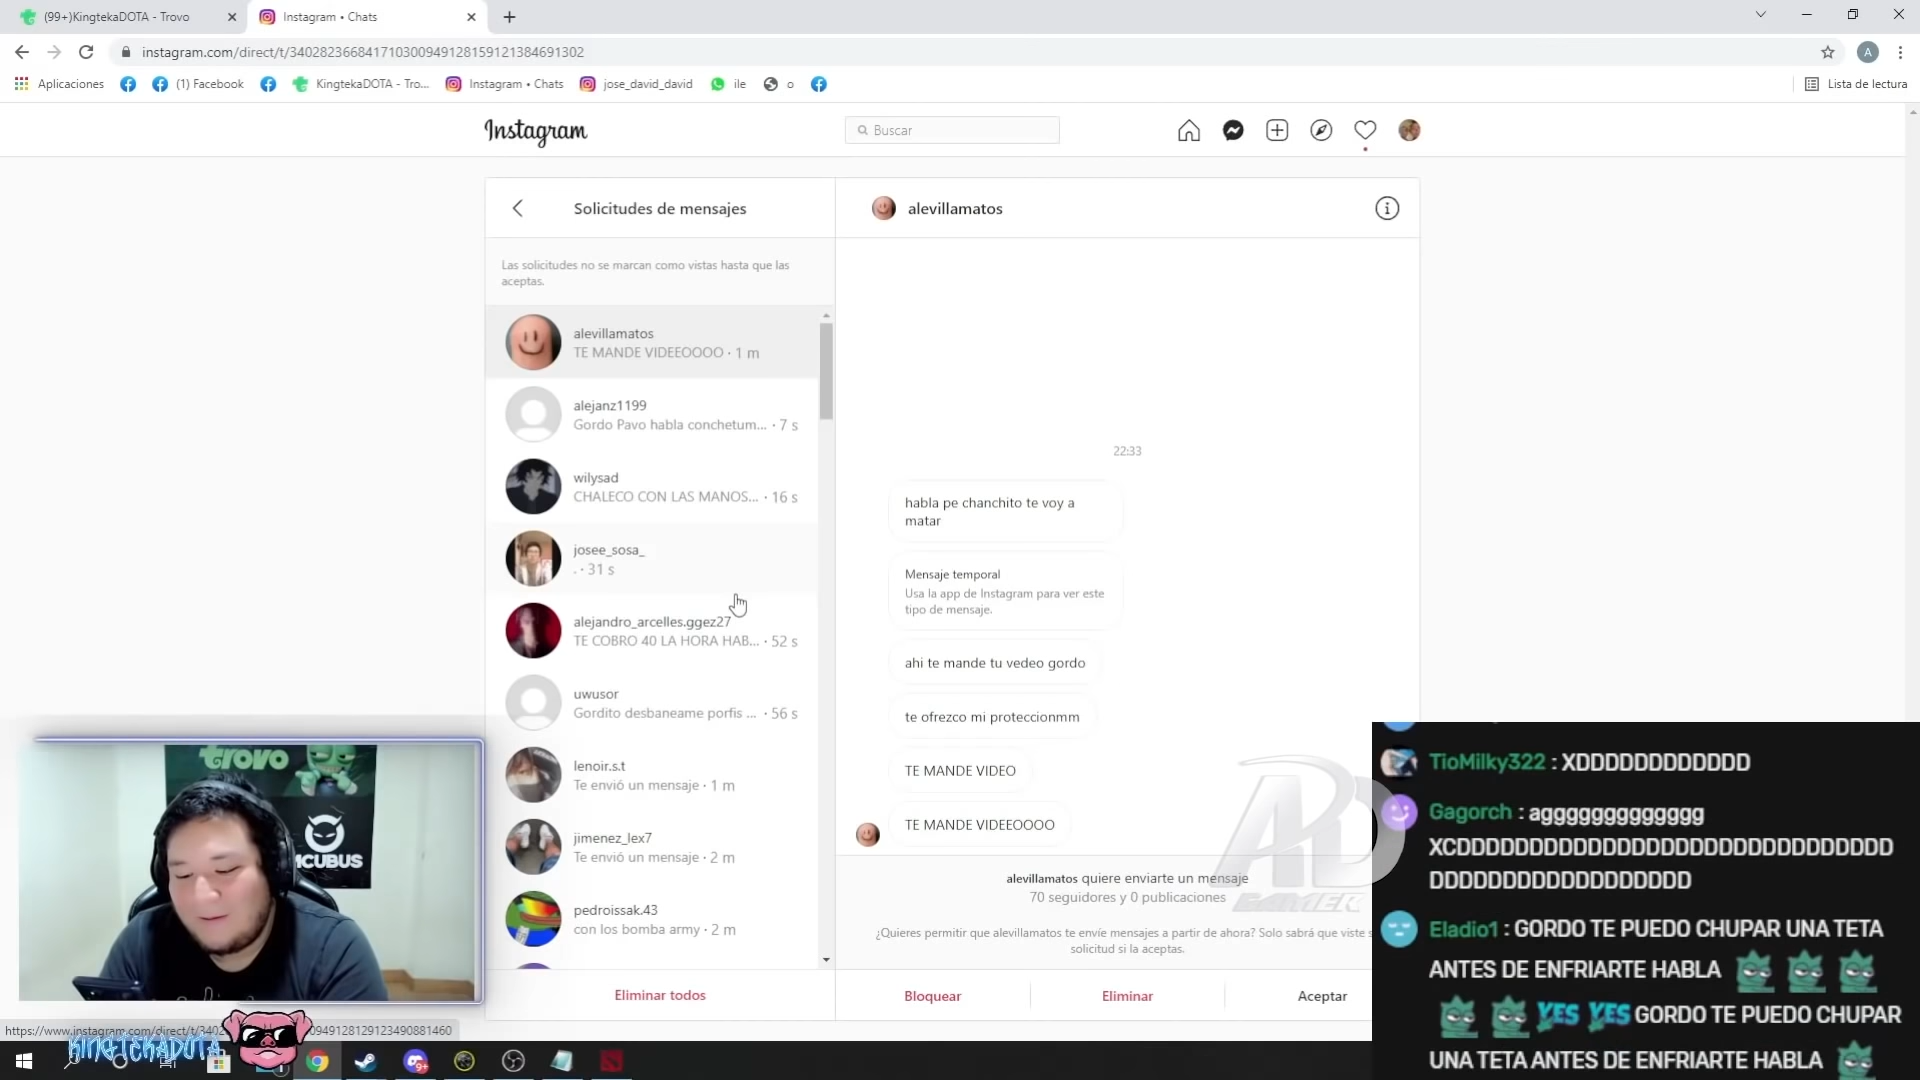 (99+)KingtekaDOTA - Trovo
Instagram • Chats
instagram.com/direct/t/340282366841710300949128159121384691302
A
Aplicaciones
(1) Facebook
KingtekaDOTA - Tro...
Instagram • Chats
jose_david_david
ile
o
Lista de lectura
Instagram
Buscar
Solicitudes de mensajes
Las solicitudes no se marcan como vistas hasta que las
aceptas.
alevillamatos
TE MANDE VIDEEOOOO · 1 m
alejanz1199
Gordo Pavo habla conchetum... · 7 s
wilysad
CHALECO CON LAS MANOS... · 16 s
josee_sosa_
. · 31 s
alejandro_arcelles.ggez27
TE COBRO 40 LA HORA HAB... · 52 s
uwusor
Gordito desbaneame porfis ... · 56 s
lenoir.s.t
Te envió un mensaje · 1 m
jimenez_lex7
Te envió un mensaje · 2 m
pedroissak.43
con los bomba army · 2 m
Eliminar todos
alevillamatos
22:33
habla pe chanchito te voy a
matar
Mensaje temporal
Usa la app de Instagram para ver este
tipo de mensaje.
ahi te mande tu vedeo gordo
te ofrezco mi proteccionmm
TE MANDE VIDEO
TE MANDE VIDEEOOOO
alevillamatos quiere enviarte un mensaje
70 seguidores y 0 publicaciones
¿Quieres permitir que alevillamatos te envíe mensajes a partir de ahora? Solo sabrá que viste s
solicitud si la aceptas.
Bloquear
Eliminar
Aceptar
AD
GAMER
TioMilky322 : XDDDDDDDDDDDD
Gagorch : aggggggggggggg
XCDDDDDDDDDDDDDDDDDDDDDDDDDDDDD
DDDDDDDDDDDDDDDDDD
Eladio1 : GORDO TE PUEDO CHUPAR UNA TETA
ANTES DE ENFRIARTE HABLA
YES YES GORDO TE PUEDO CHUPAR
UNA TETA ANTES DE ENFRIARTE HABLA
trovo
NCUBUS
KINGTEKADOTA
9+